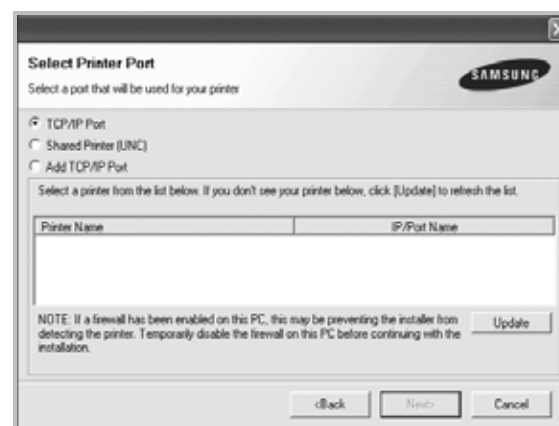 Select Printer Port
Select a port that will be used for your printer
SAMSUNG
TCP/IP Port
Shared Printer (UNC)
Add TCP/IP Port
Select a printer from the list below. If you don't see your printer below, click [Update] to refresh the list.
Printer Name IP/Port Name
NOTE: If a firewall has been enabled on this PC, this may be preventing the installer from
detecting the printer. Temporarily disable the firewall on this PC before continuing with the
installation.
Update
<Back Next> Cancel